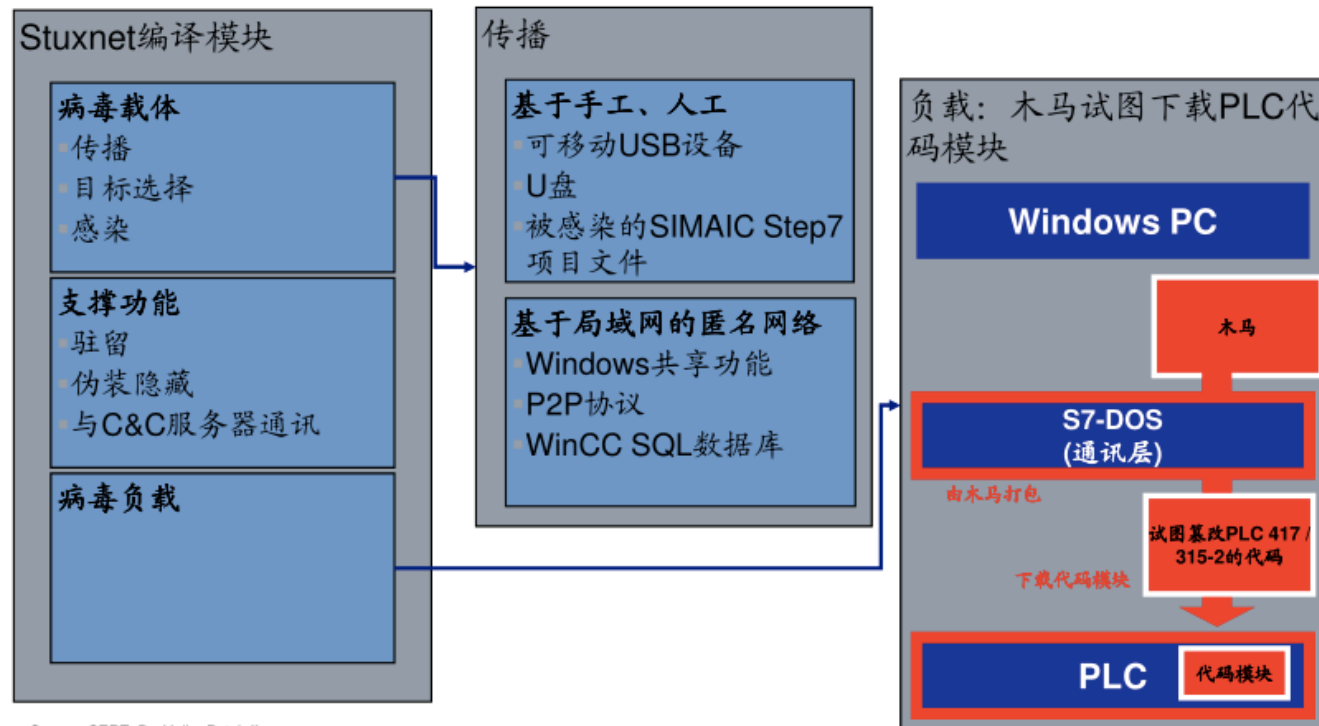 Stuxnet编译模块
病毒载体
传播
目标选择
感染
支撑功能
驻留
伪装隐藏
与C&C服务器通讯
病毒负载
传播
基于手工、人工
可移动USB设备
U盘
被感染的SIMAIC Step7
项目文件
基于局域网的匿名网络
Windows共享功能
P2P协议
WinCC SQL数据库
负载：木马试图下载PLC代
码模块
Windows PC
木马
S7-DOS
(通讯层)
由木马打包
试图篡改PLC 417 /
315-2的代码
下载代码模块
PLC
代码模块